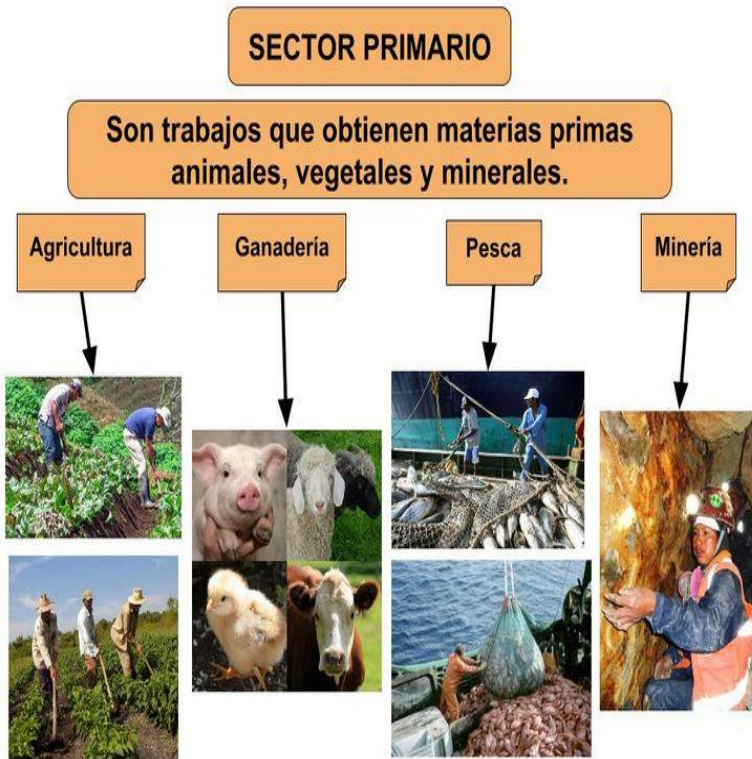 SECTOR PRIMARIO
Son trabajos que obtienen materias primas
animales, vegetales y minerales.
Agricultura
Ganadería
Pesca
Minería